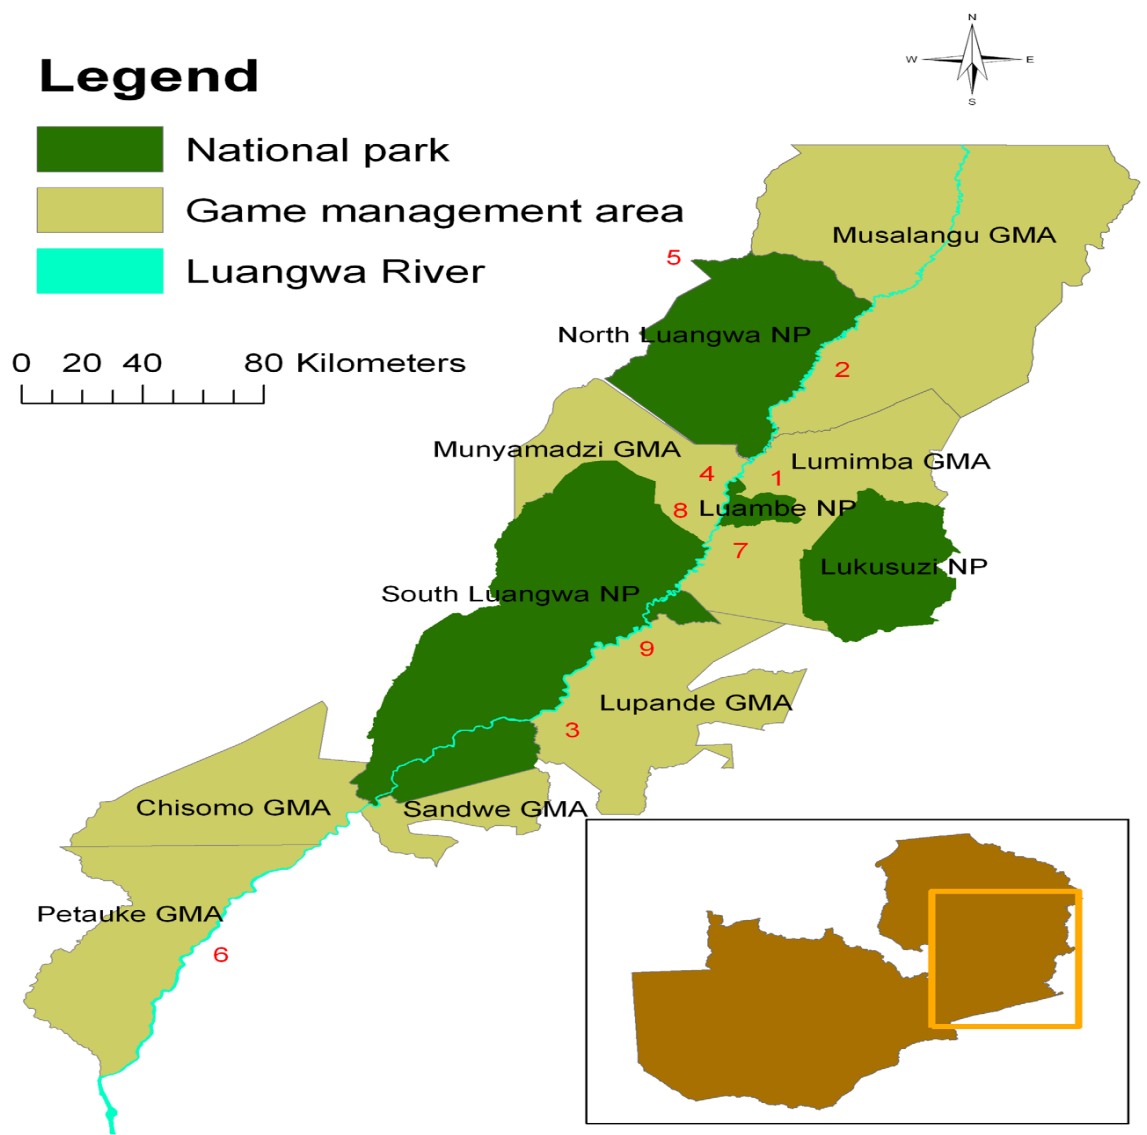 N
W E
S
Legend
National park
Game management area
Luangwa River
0 20 40 80 Kilometers
Musalangu GMA
5
North Luangwa NP
2
Munyamadzi GMA
Lumimba GMA
4
1
8
Luambe NP
7
Lukusuzi NP
South Luangwa NP
9
Lupande GMA
3
Chisomo GMA
Sandwe GMA
Petauke GMA
6